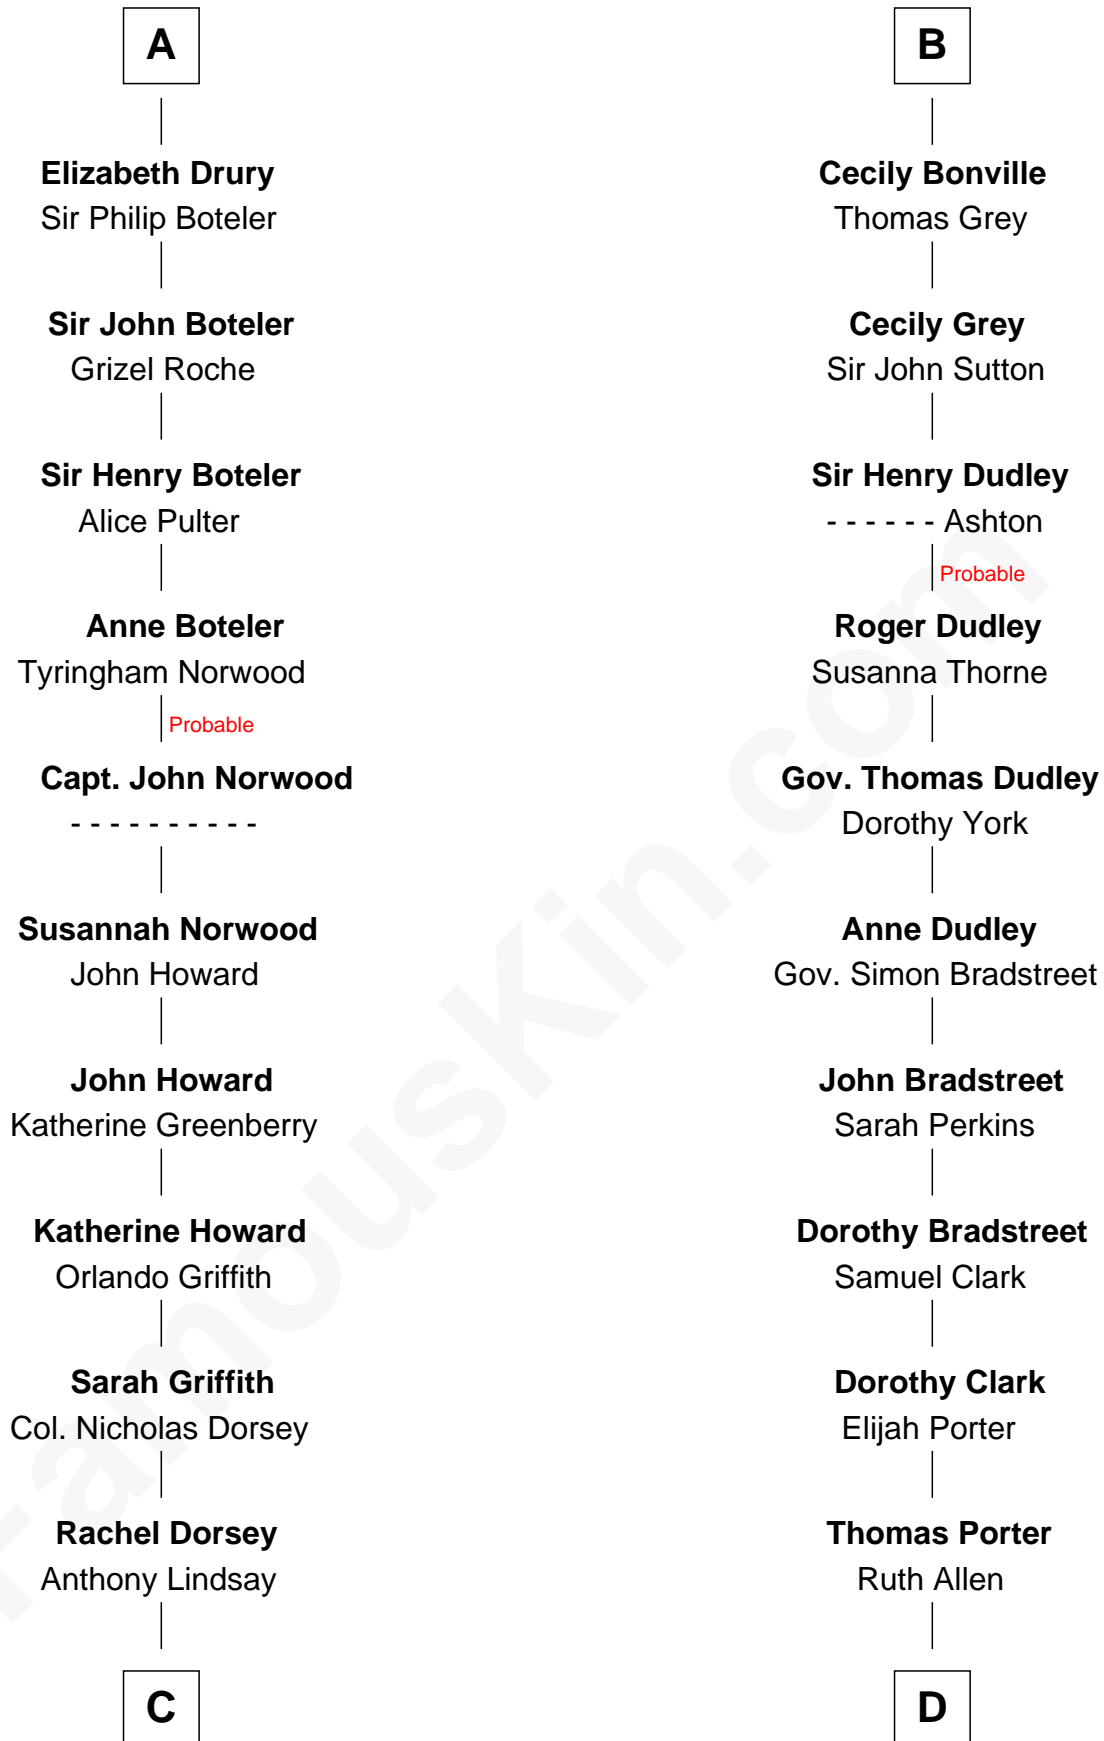 A
Elizabeth Drury
Sir Philip Boteler
Sir John Boteler
Grizel Roche
Sir Henry Boteler
Alice Pulter
Anne Boteler
Tyringham Norwood
Probable
Capt. John Norwood
- - - - - - - - - -
Susannah Norwood
John Howard
John Howard
Katherine Greenberry
Katherine Howard
Orlando Griffith
Sarah Griffith
Col. Nicholas Dorsey
Rachel Dorsey
Anthony Lindsay
C
B
Cecily Bonville
Thomas Grey
Cecily Grey
Sir John Sutton
Sir Henry Dudley
- - - - - - Ashton
Probable
Roger Dudley
Susanna Thorne
Gov. Thomas Dudley
Dorothy York
Anne Dudley
Gov. Simon Bradstreet
John Bradstreet
Sarah Perkins
Dorothy Bradstreet
Samuel Clark
Dorothy Clark
Elijah Porter
Thomas Porter
Ruth Allen
D
FamousKin.com